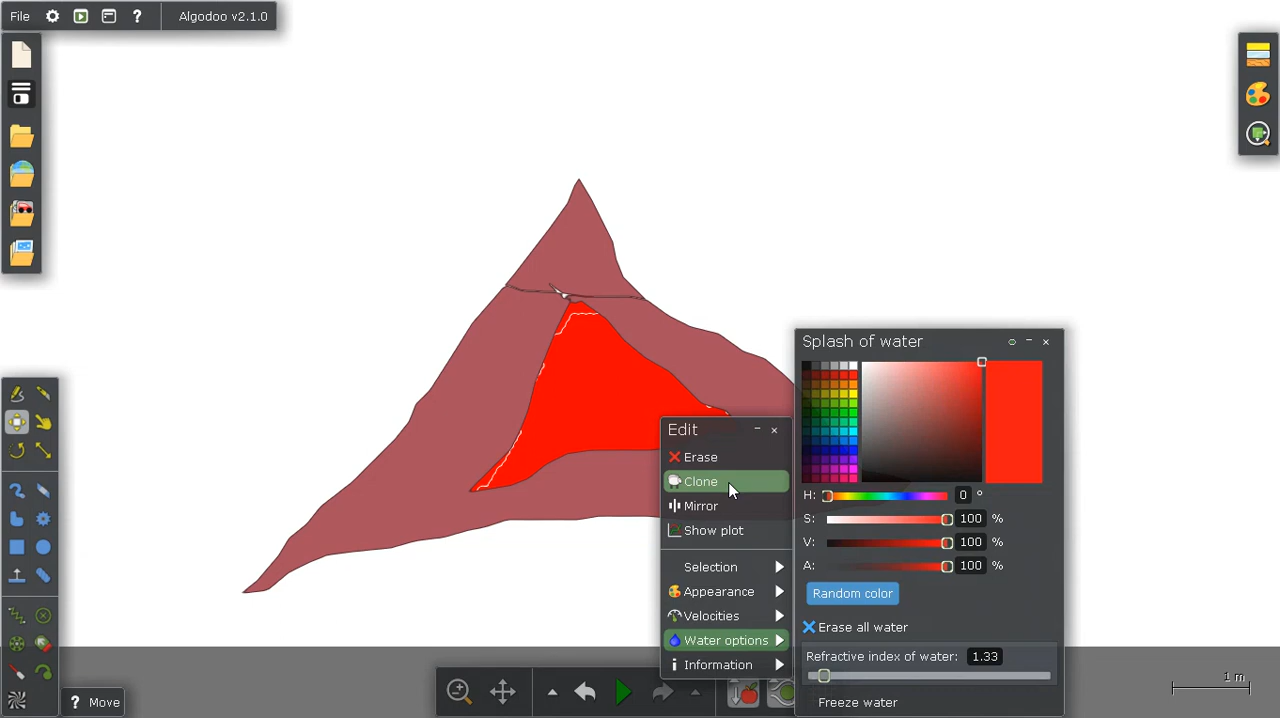 File ? Algodoo v2.1.0
Edit
Erase
Clone
Mirror
Show plot
Selection
Appearance
Velocities
Water options
i Information
Splash of water
H: 0 °
S: 100 %
V: 100 %
A: 100 %
Random color
Erase all water
Refractive index of water: 1.33
Freeze water
? Move
1 m